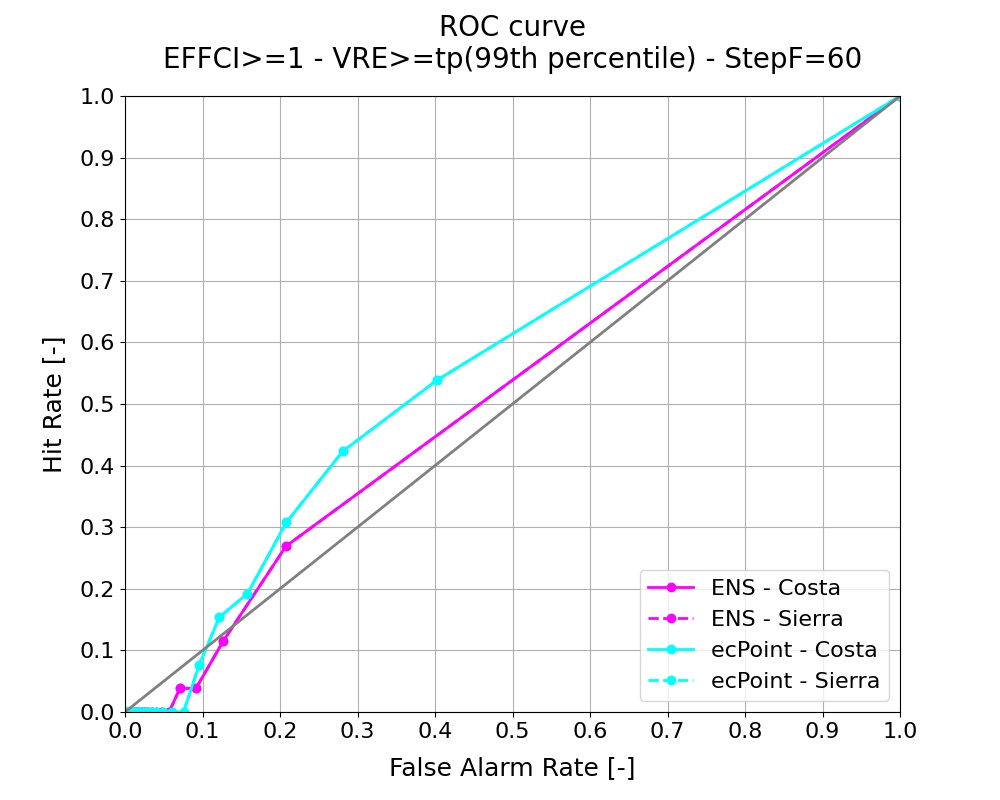 ROC curve
EFFCI>=1 - VRE>=tp(99th percentile) - StepF=60
1.0
0.9
0.8
0.7
0.6
0.5
0.4
0.3
0.2
0.1
0.0
Hit Rate [-]
ENS - Costa
ENS - Sierra
ecPoint - Costa
ecPoint - Sierra
0.0 0.1 0.2 0.3 0.4 0.5 0.6 0.7 0.8 0.9 1.0
False Alarm Rate [-]